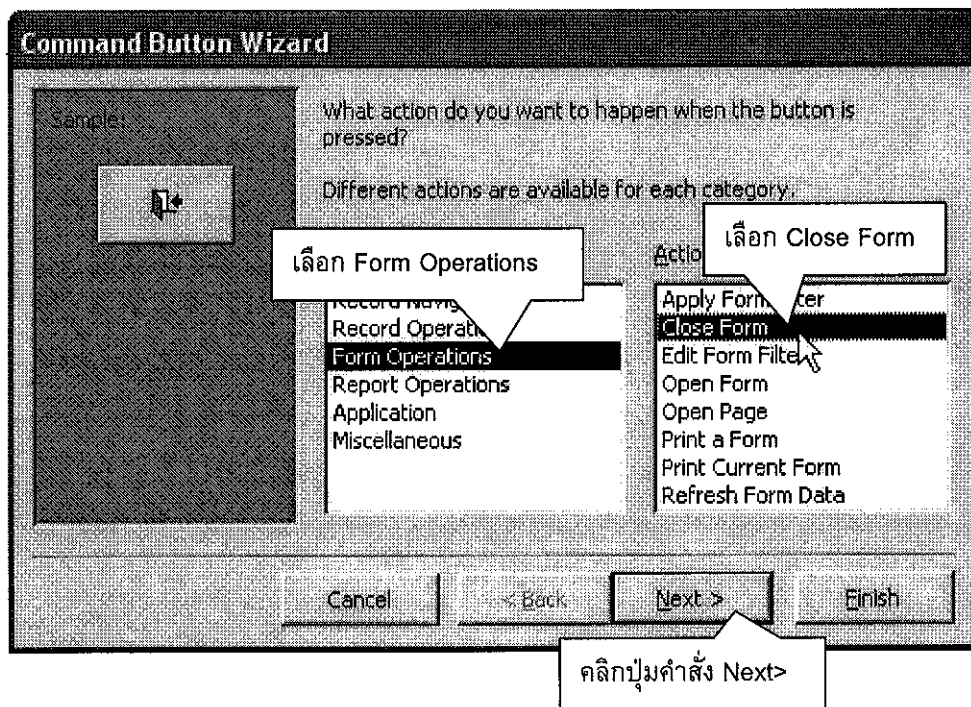 Command Button Wizard
Sample:
What action do you want to happen when the button is
pressed?
Different actions are available for each category.
เลือก Form Operations
เลือก Close Form
Record
Record
Form Operations
Report Operations
Application
Miscellaneous
Apply
Close Form
Edit Form
Open Form
Open Page
Print a Form
Print Current Form
Refresh Form Data
Cancel
< Back
Next >
Finish
คลิกปุ่มคำสั่ง Next>